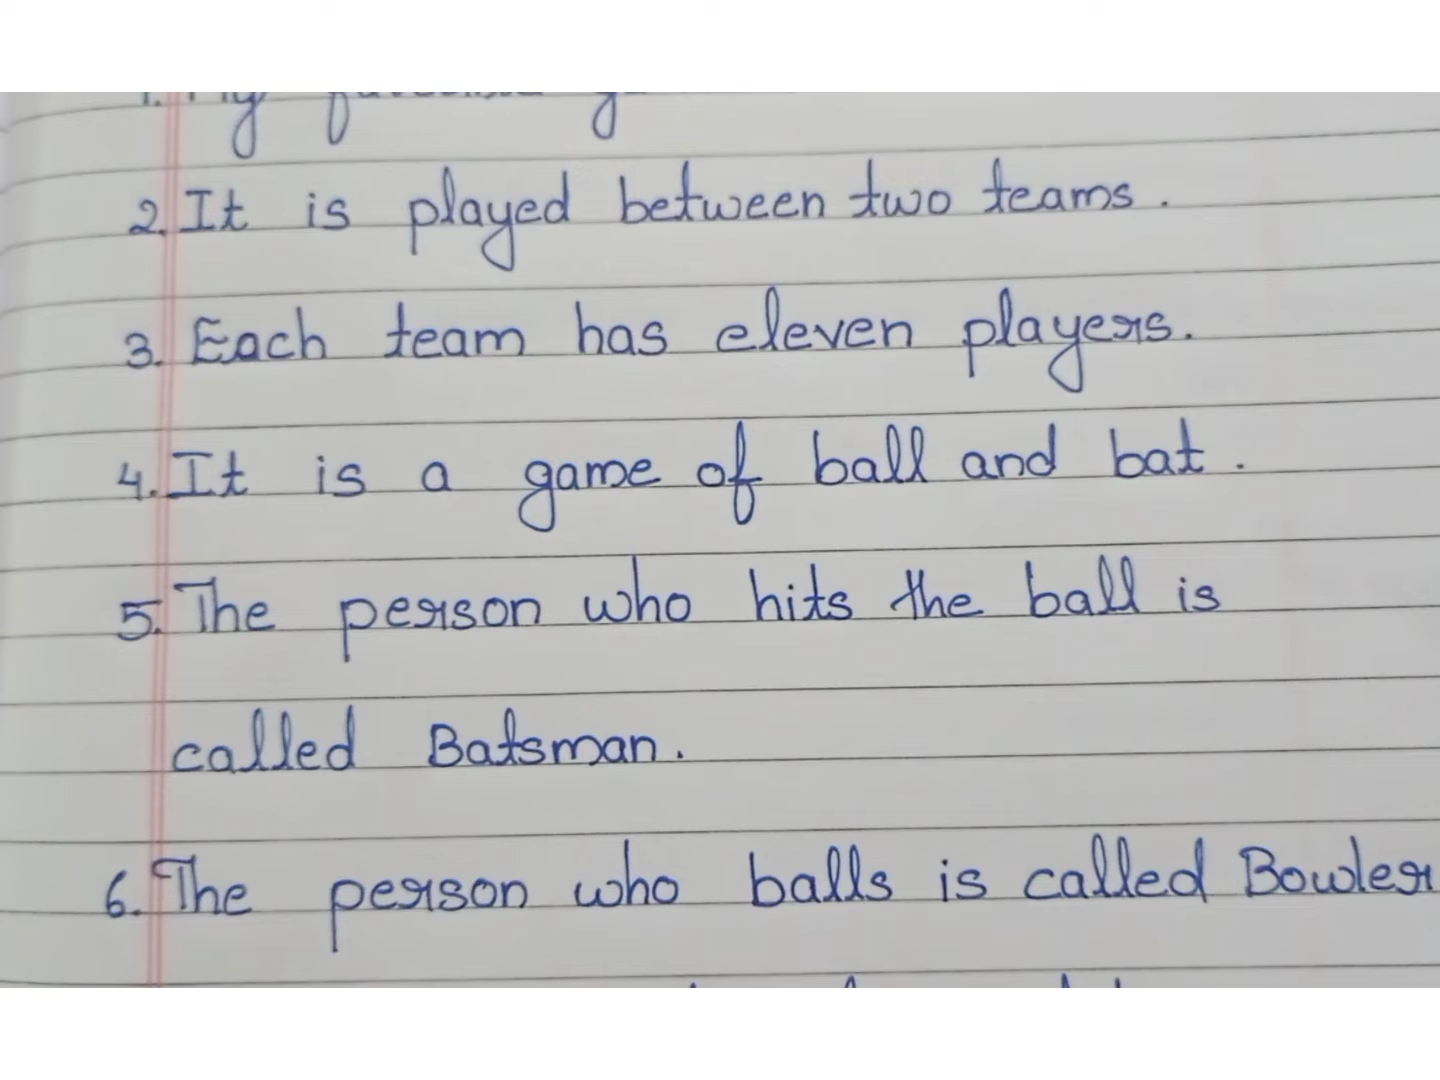 2. It is played between two teams.
3. Each team has eleven players.
4. It is a game of ball and bat.
5. The person who hits the ball is
called Batsman.
6. The person who balls is called Bowler